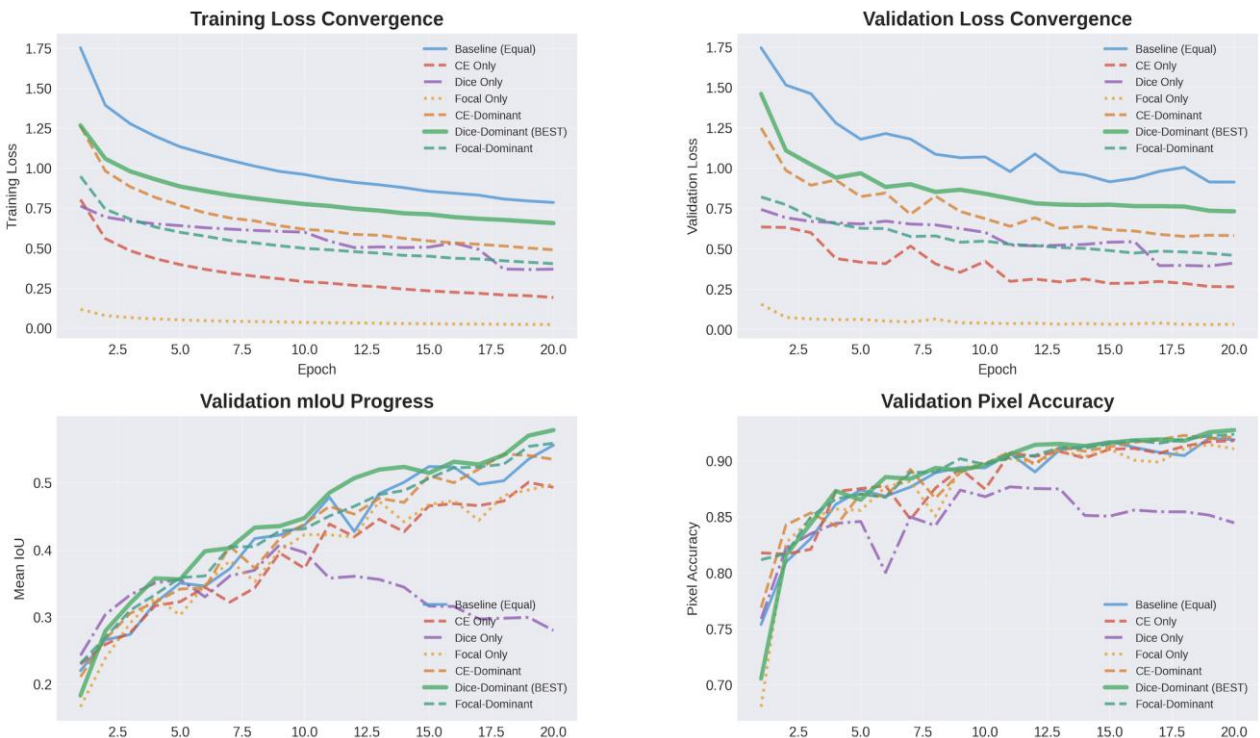 Training Loss Convergence
Training Loss
1.75
1.50
1.25
1.00
0.75
0.50
0.25
0.00
Baseline (Equal)
CE Only
Dice Only
Focal Only
CE-Dominant
Dice-Dominant (BEST)
Focal-Dominant
2.5 5.0 7.5 10.0 12.5 15.0 17.5 20.0
Epoch
Validation Loss Convergence
Validation Loss
1.75
1.50
1.25
1.00
0.75
0.50
0.25
0.00
Baseline (Equal)
CE Only
Dice Only
Focal Only
CE-Dominant
Dice-Dominant (BEST)
Focal-Dominant
2.5 5.0 7.5 10.0 12.5 15.0 17.5 20.0
Epoch
Validation mIoU Progress
Mean IoU
0.5
0.4
0.3
0.2
Baseline (Equal)
CE Only
Dice Only
Focal Only
CE-Dominant
Dice-Dominant (BEST)
Focal-Dominant
2.5 5.0 7.5 10.0 12.5 15.0 17.5 20.0
Validation Pixel Accuracy
Pixel Accuracy
0.90
0.85
0.80
0.75
0.70
Baseline (Equal)
CE Only
Dice Only
Focal Only
CE-Dominant
Dice-Dominant (BEST)
Focal-Dominant
2.5 5.0 7.5 10.0 12.5 15.0 17.5 20.0